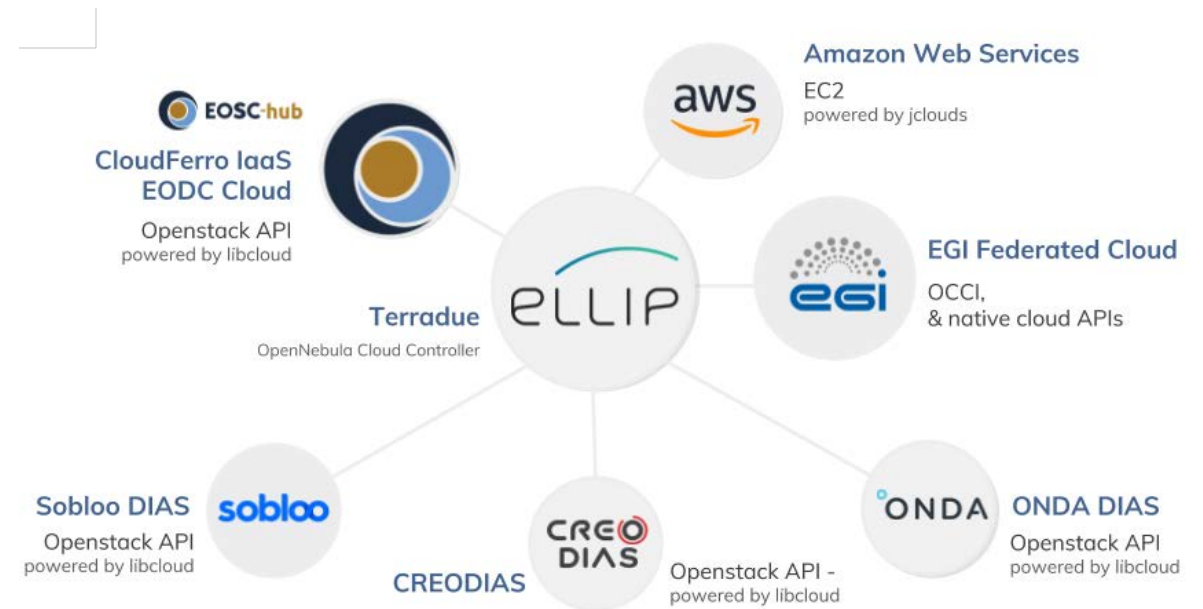 Amazon Web Services
aws
EC2
powered by jclouds
EOSC-hub
CloudFerro IaaS
EODC Cloud
Openstack API
powered by libcloud
EGI Federated Cloud
egi
OCCI,
& native cloud APIs
ELLIP
Terradue
OpenNebula Cloud Controller
Sobloo DIAS
sobloo
Openstack API
powered by libcloud
CREO
DIAS
CREODIAS
Openstack API -
powered by libcloud
ONDA
ONDA DIAS
Openstack API
powered by libcloud